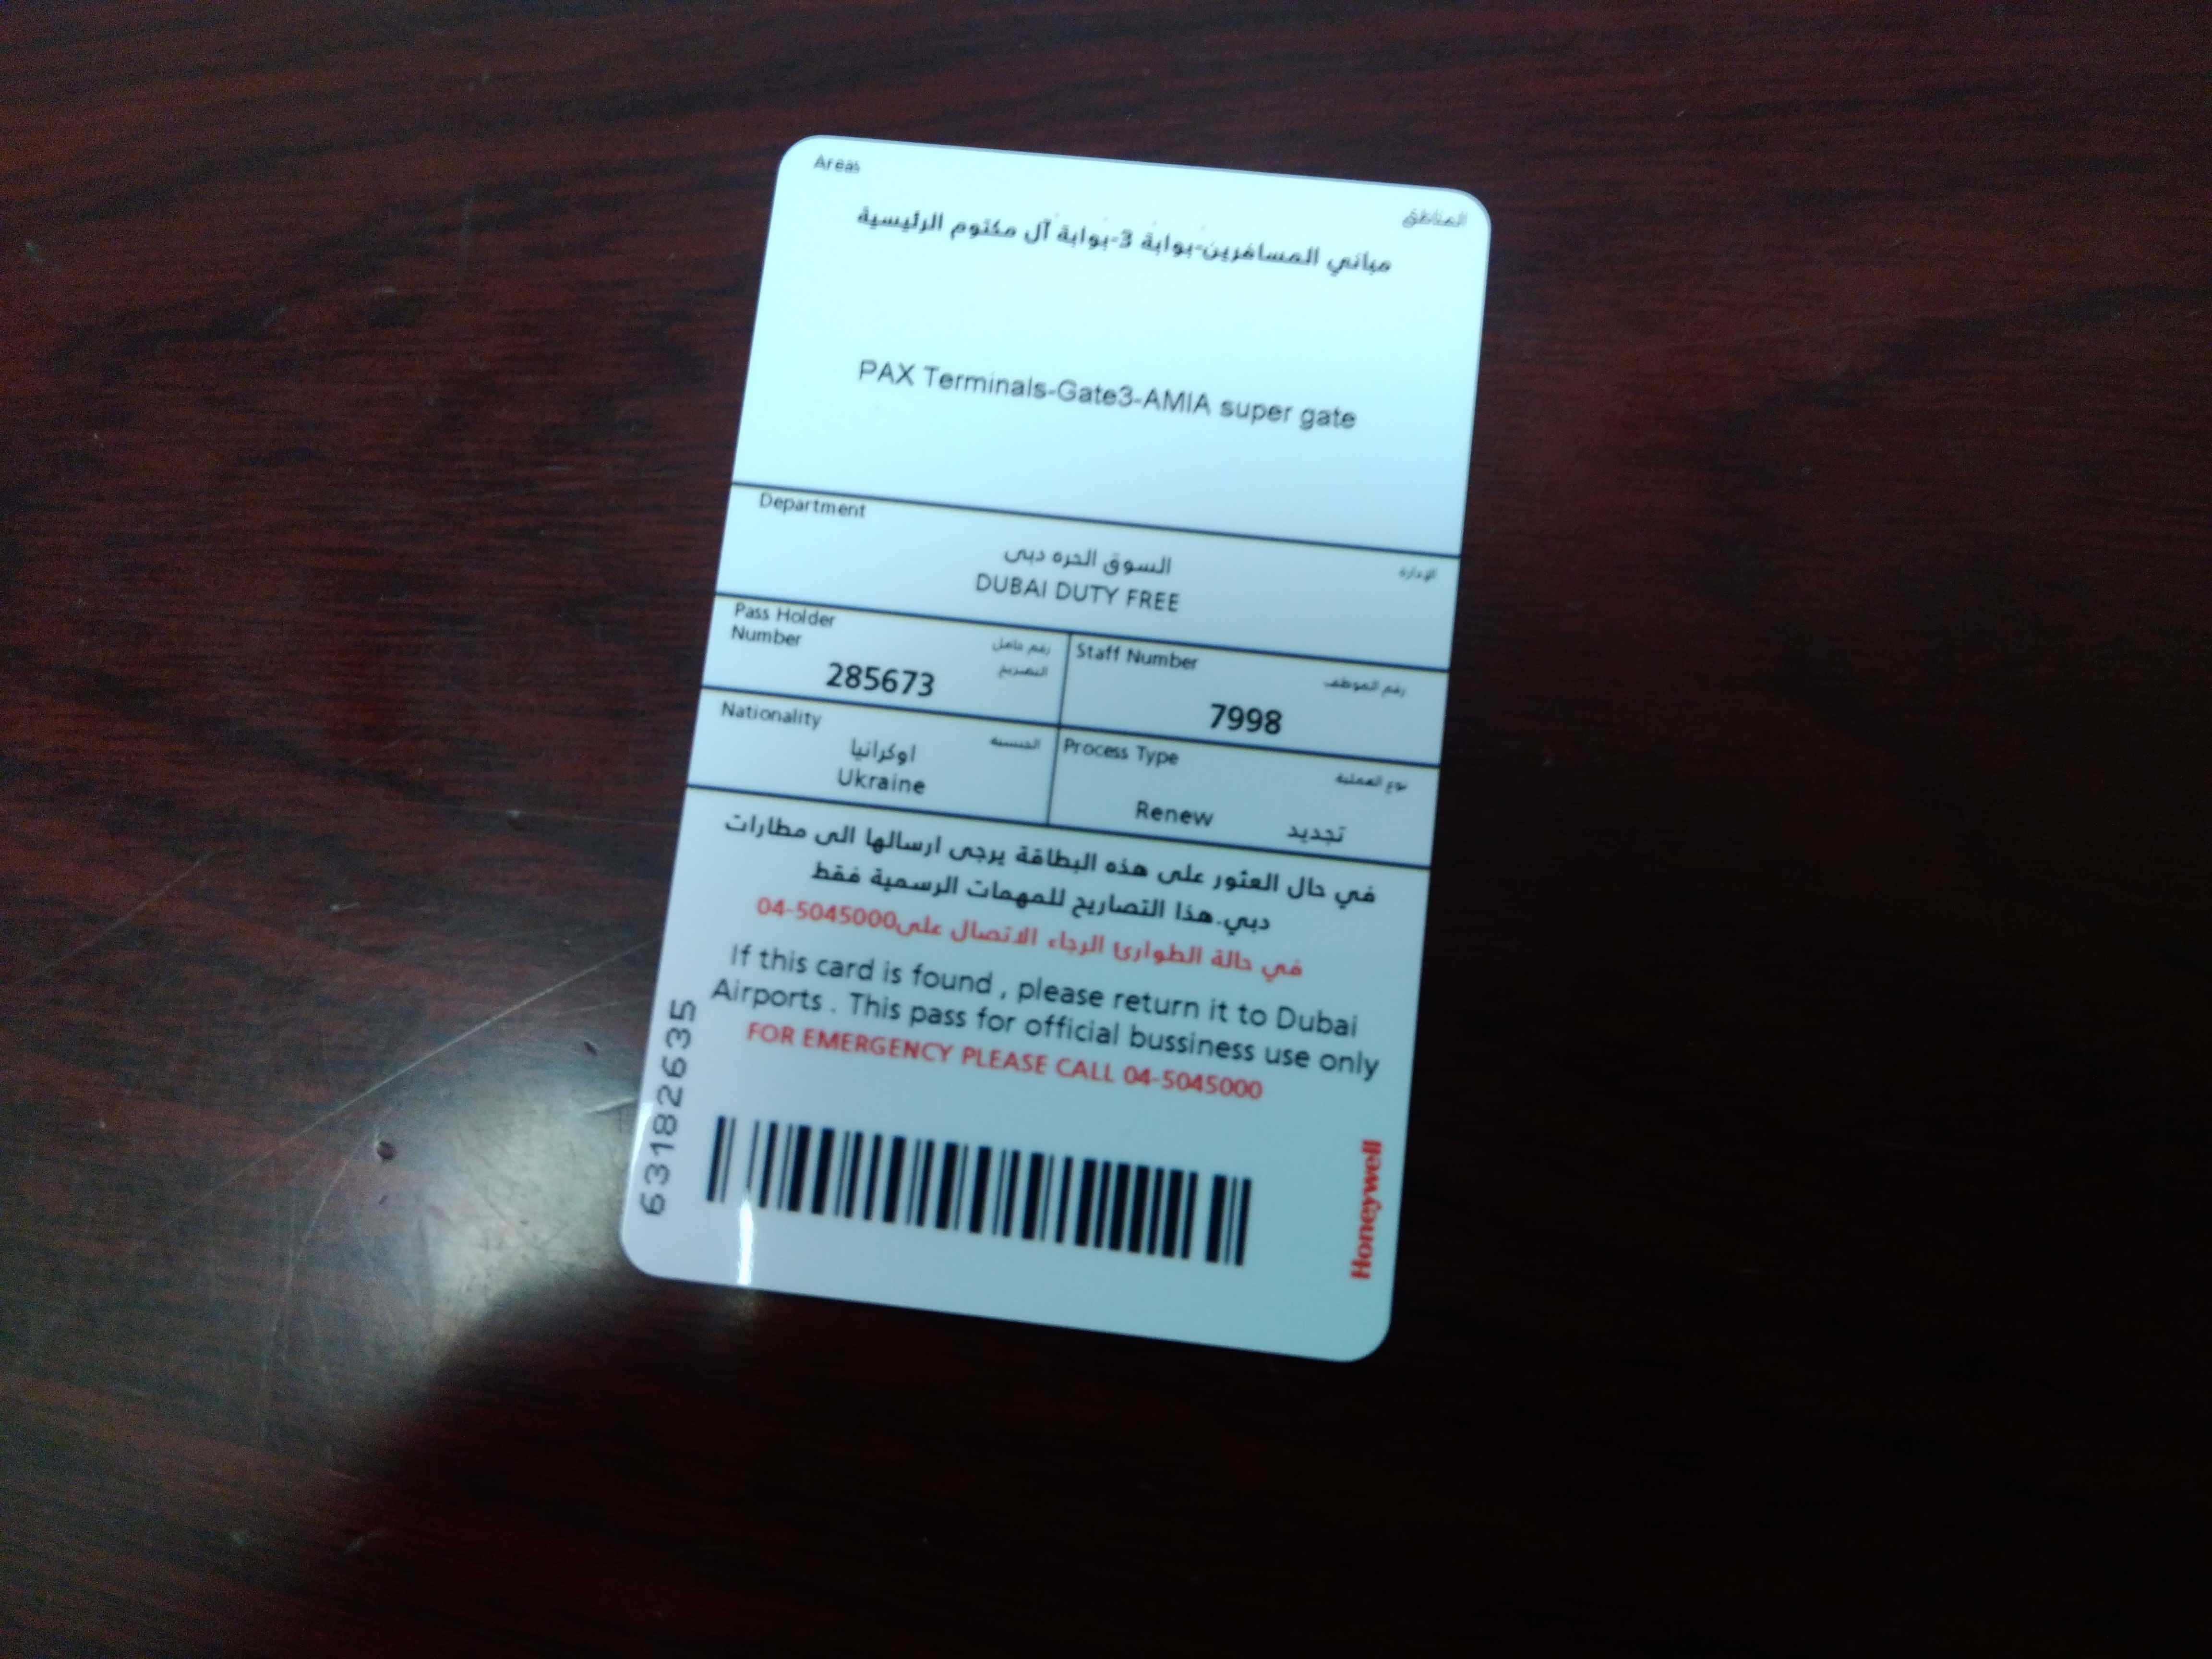 Areas
المناطق
مباني المسافرين-بوابة 3-بوابة آل مكتوم الرئيسية
PAX Terminals-Gate3-AMIA super gate
Department
الإدارة
السوق الحره دبى
DUBAI DUTY FREE
Pass Holder
Number
رقم حامل
التصريح
285673
Staff Number
رقم الموظف
7998
Nationality
الجنسية
اوكرانيا
Ukraine
Process Type
نوع العملية
Renew
تجديد
في حال العثور على هذه البطاقة يرجى ارسالها الى مطارات
دبي.هذا التصاريح للمهمات الرسمية فقط
في حالة الطوارئ الرجاء الاتصال على04-5045000
If this card is found , please return it to Dubai
Airports . This pass for official bussiness use only
FOR EMERGENCY PLEASE CALL 04-5045000
63182635
Honeywell